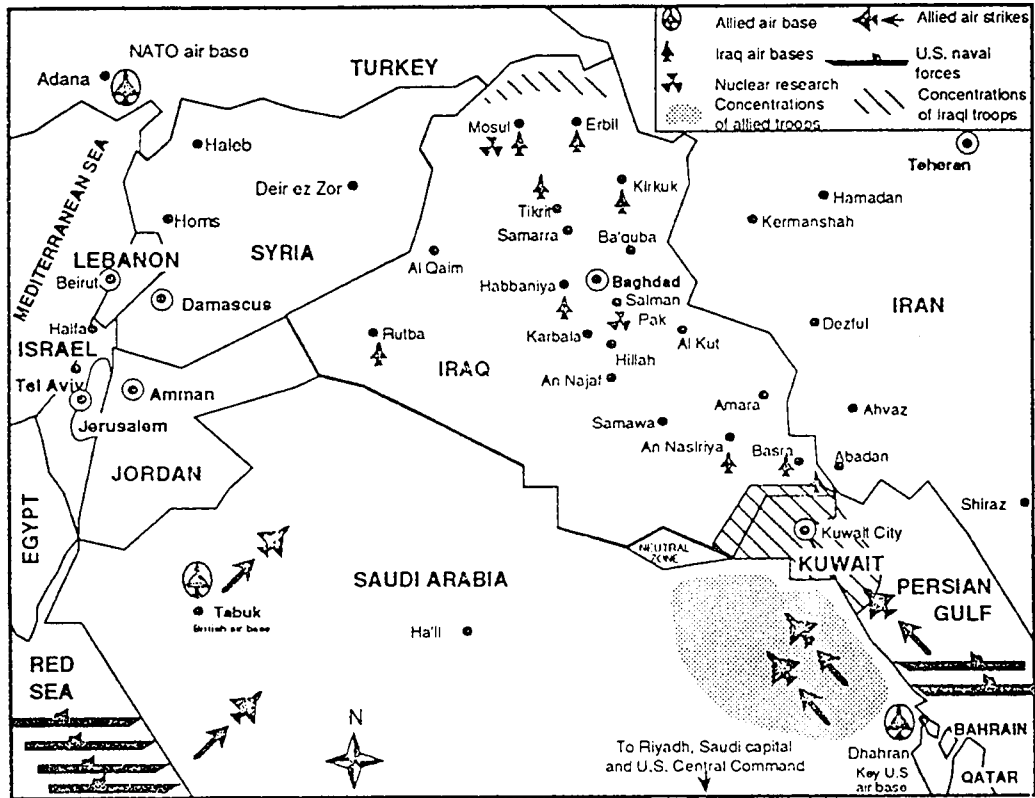 NATO air base
Adana
TURKEY
Allied air base
Iraq air bases
Nuclear research
Concentrations
of allied troops
Allied air strikes
U.S. naval
forces
Concentrations
of Iraqi troops
MEDITERRANEAN SEA
Haleb
Deir ez Zor
Homs
SYRIA
LEBANON
Beirut
Damascus
Haifa
ISRAEL
Tel Aviv
Jerusalem
Amman
JORDAN
EGYPT
Mosul
Erbil
Kirkuk
Tikrit
Samarra
Ba'quba
Al Qaim
Habbaniya
Baghdad
Salman
Pak
Rutba
Karbala
Hillah
Al Kut
IRAQ
An Najaf
Samawa
Amara
An Nasiriya
Basra
Teheran
Hamadan
Kermanshah
IRAN
Dezful
Ahvaz
Abadan
Shiraz
NEUTRAL
ZONE
Kuwait City
KUWAIT
PERSIAN
GULF
SAUDI ARABIA
Tabuk
British air base
Ha'il
RED
SEA
N
To Riyadh, Saudi capital
and U.S. Central Command
Dhahran
Key U.S
air base
BAHRAIN
QATAR